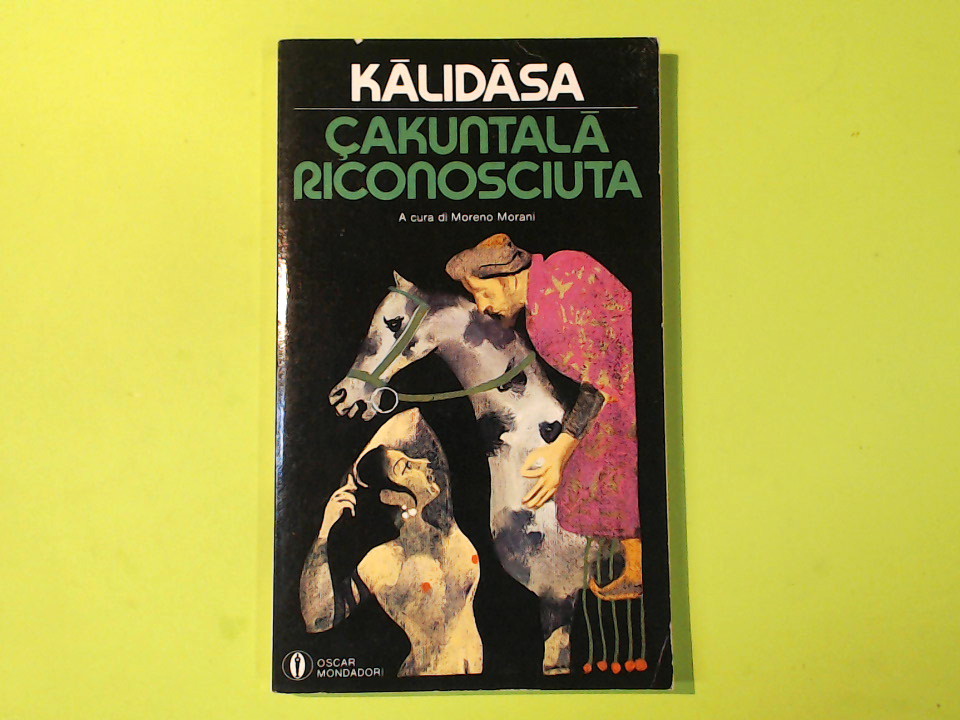 KĀLIDĀSA
ÇAKUNTALĀ
RICONOSCIUTA
A cura di Moreno Morani
OSCAR
MONDADORI